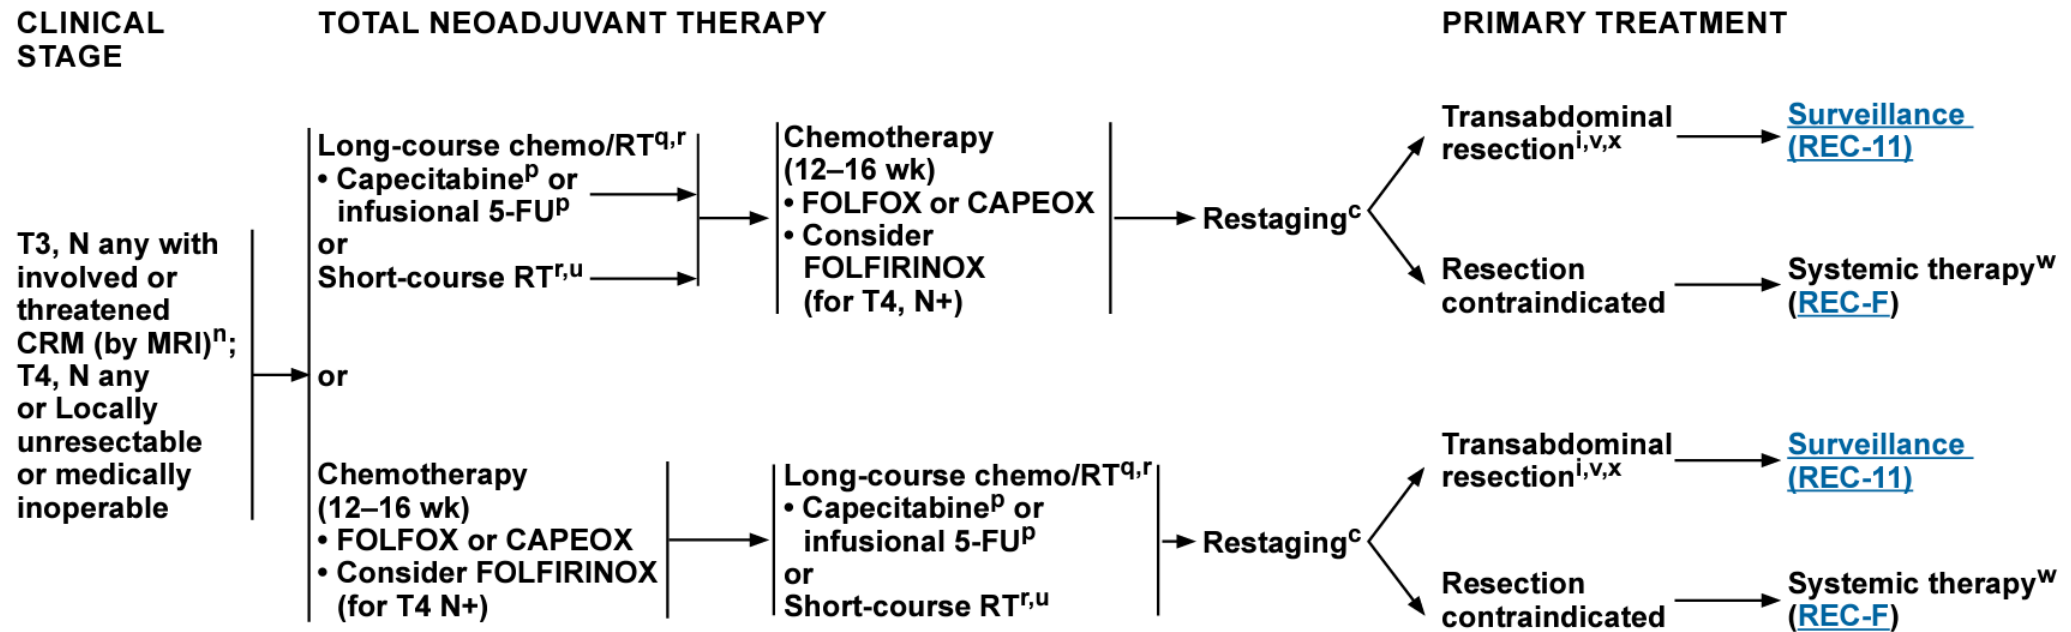 CLINICAL
STAGE
TOTAL NEOADJUVANT THERAPY
PRIMARY TREATMENT
T3, N any with
involved or
threatened
CRM (by MRI)n;
T4, N any
or Locally
unresectable
or medically
inoperable
Long-course chemo/RTq,r
• Capecitabinep or
infusional 5-FUp
or
Short-course RTr,u
Chemotherapy
(12–16 wk)
• FOLFOX or CAPEOX
• Consider
FOLFIRINOX
(for T4, N+)
Restagingc
Transabdominal
resectioni,v,x
Surveillance
(REC-11)
Resection
contraindicated
Systemic therapyw
(REC-F)
or
Chemotherapy
(12–16 wk)
• FOLFOX or CAPEOX
• Consider FOLFIRINOX
(for T4 N+)
Long-course chemo/RTq,r
• Capecitabinep or
infusional 5-FUp
or
Short-course RTr,u
Restagingc
Transabdominal
resectioni,v,x
Surveillance
(REC-11)
Resection
contraindicated
Systemic therapyw
(REC-F)